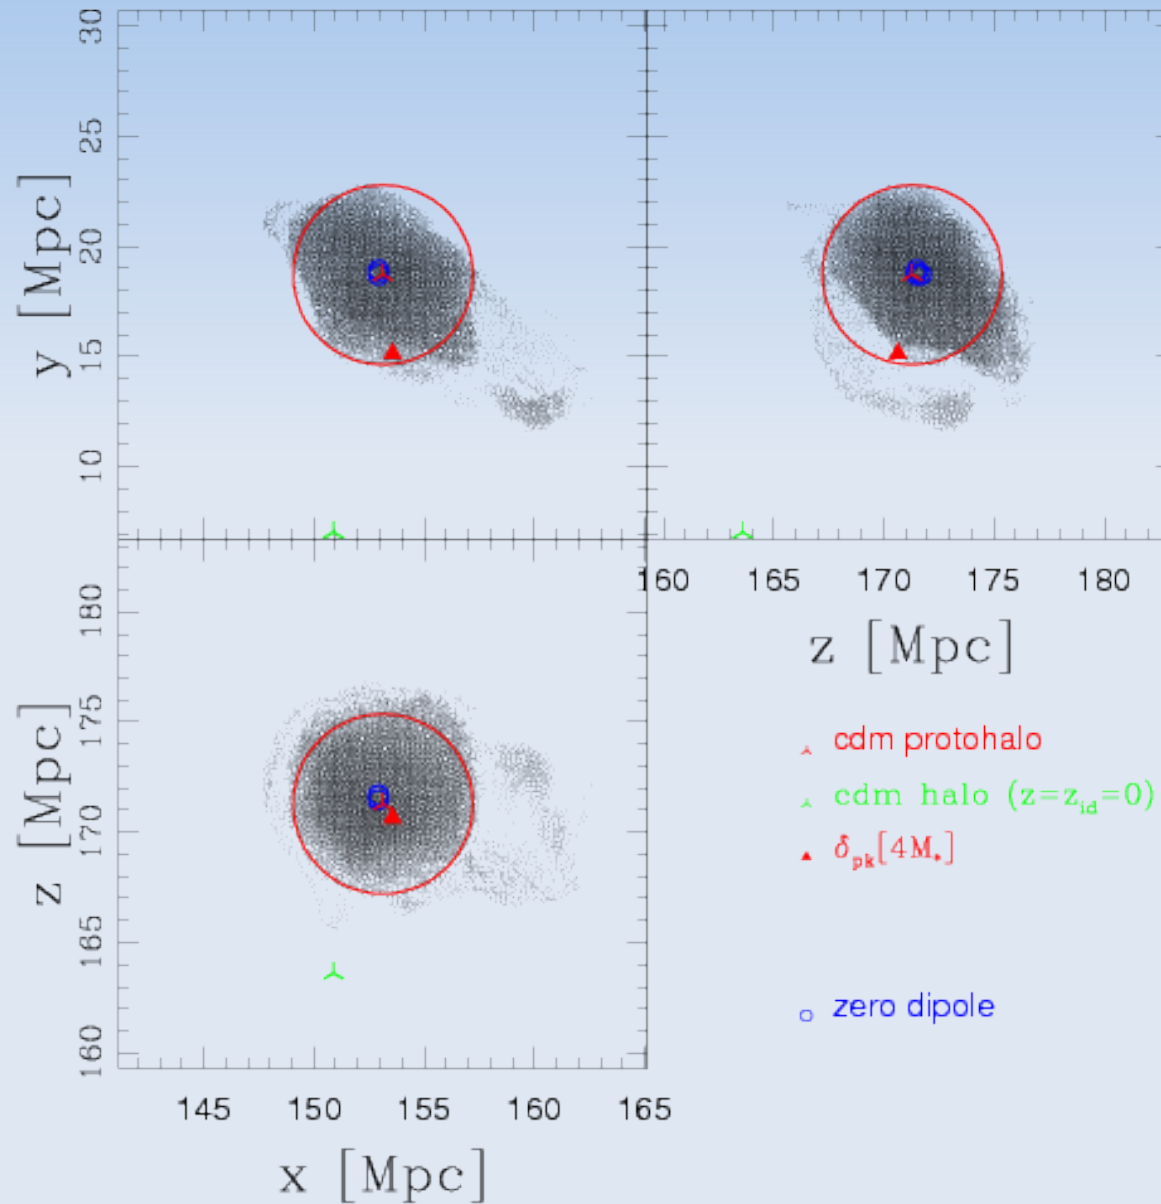 30
25
20
15
10
y [Mpc]
160 165 170 175 180
z [Mpc]
180
175
170
165
160
z [Mpc]
145 150 155 160 165
x [Mpc]
cdm protohalo
cdm halo (z=z_id=0)
δ_pk[4M_*]
zero dipole